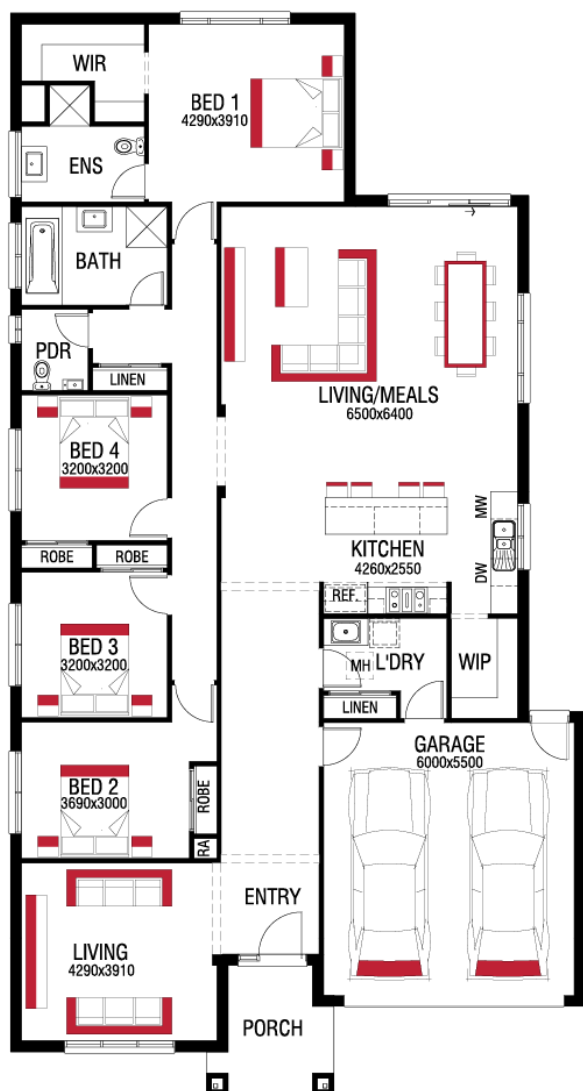 WIR
BED 1
4290x3910
ENS
BATH
PDR
LINEN
LIVING/MEALS
6500x6400
BED 4
3200x3200
ROBE
ROBE
MW
KITCHEN
4260x2550
DW
REF.
BED 3
3200x3200
MH
L'DRY
WIP
LINEN
GARAGE
6000x5500
BED 2
3690x3000
ROBE
RA
ENTRY
LIVING
4290x3910
PORCH